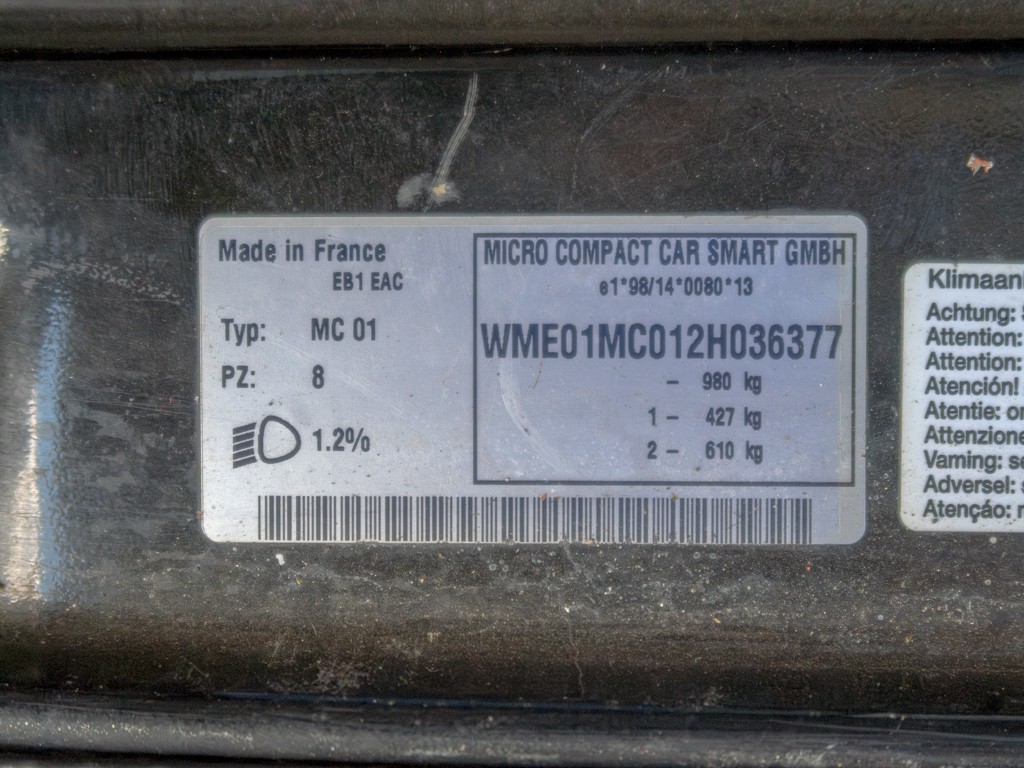 Made in France
EB1 EAC
Typ: MC 01
PZ: 8
1.2%
MICRO COMPACT CAR SMART GMBH
e1*98/14*0080*13
WME01MC012H036377
- 980 kg
1 - 427 kg
2 - 610 kg
Achtung:
Attention:
Attention:
Atención!
Atentie:
Attenzione
Varning:
Adversel:
Atenção: